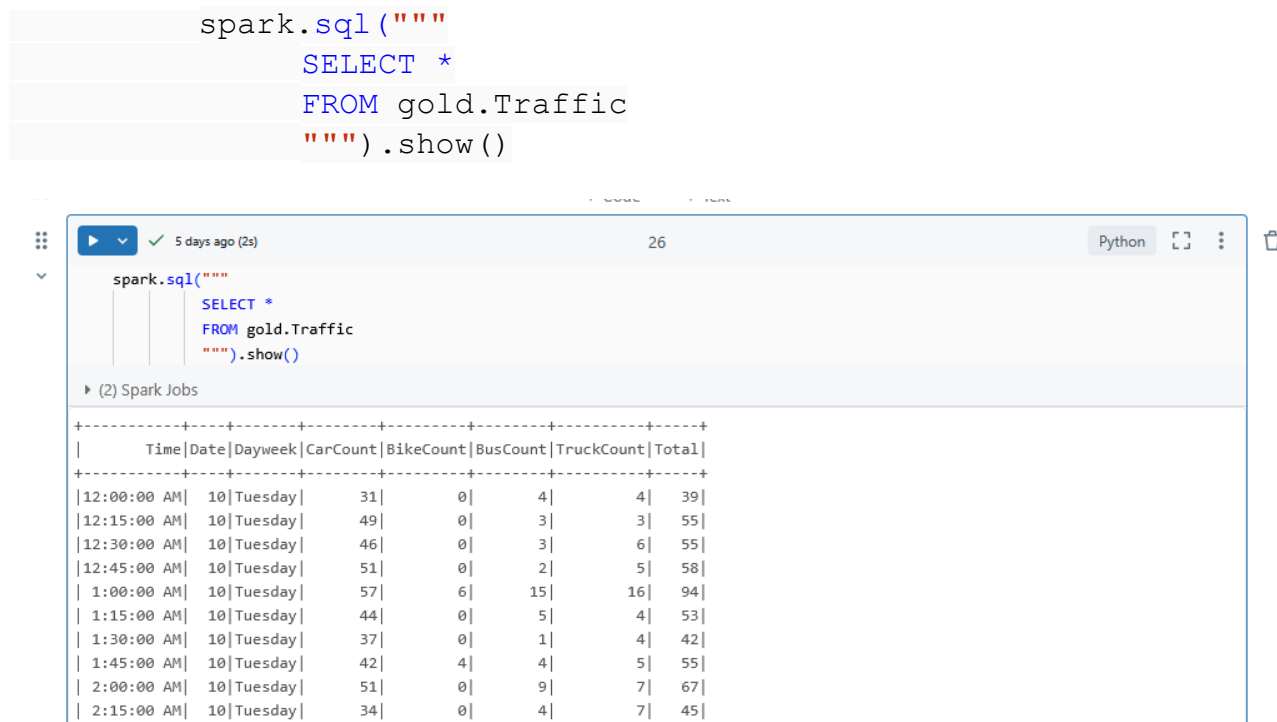 spark.sql("""
SELECT *
FROM gold.Traffic
""").show()
5 days ago (2s)
26
Python
spark.sql("""
SELECT *
FROM gold.Traffic
""").show()
(2) Spark Jobs
+-----------+----+-------+--------+---------+--------+----------+-----+
|       Time|Date|Dayweek|CarCount|BikeCount|BusCount|TruckCount|Total|
+-----------+----+-------+--------+---------+--------+----------+-----+
|12:00:00 AM|  10|Tuesday|      31|        0|       4|         4|   39|
|12:15:00 AM|  10|Tuesday|      49|        0|       3|         3|   55|
|12:30:00 AM|  10|Tuesday|      46|        0|       3|         6|   55|
|12:45:00 AM|  10|Tuesday|      51|        0|       2|         5|   58|
| 1:00:00 AM|  10|Tuesday|      57|        6|      15|        16|   94|
| 1:15:00 AM|  10|Tuesday|      44|        0|       5|         4|   53|
| 1:30:00 AM|  10|Tuesday|      37|        0|       1|         4|   42|
| 1:45:00 AM|  10|Tuesday|      42|        4|       4|         5|   55|
| 2:00:00 AM|  10|Tuesday|      51|        0|       9|         7|   67|
| 2:15:00 AM|  10|Tuesday|      34|        0|       4|         7|   45|